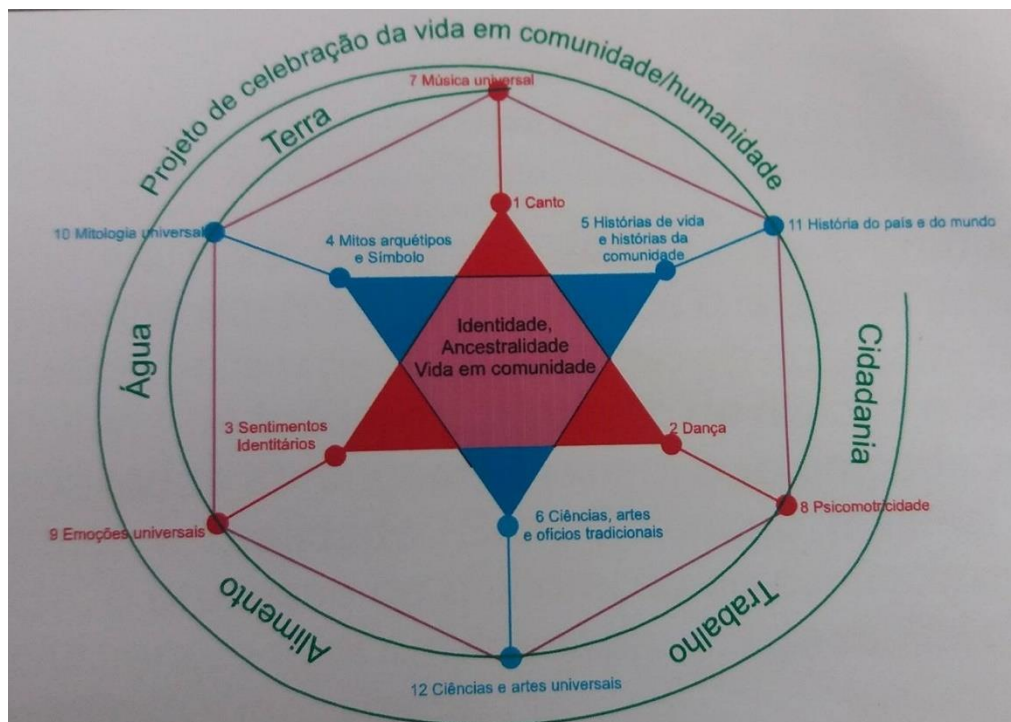 Projeto de celebração da vida em comunidade/humanidade
7 Música universal
Terra
1 Canto
5 Histórias de vida
e histórias da
comunidade
11 História do país e do mundo
10 Mitologia universal
4 Mitos arquétipos
e Símbolo
Identidade,
Ancestralidade
Vida em comunidade
Água
Cidadania
3 Sentimentos
Identitários
2 Dança
8 Psicomotricidade
9 Emoções universais
6 Ciências, artes
e ofícios tradicionais
Alimento
Trabalho
12 Ciências e artes universais